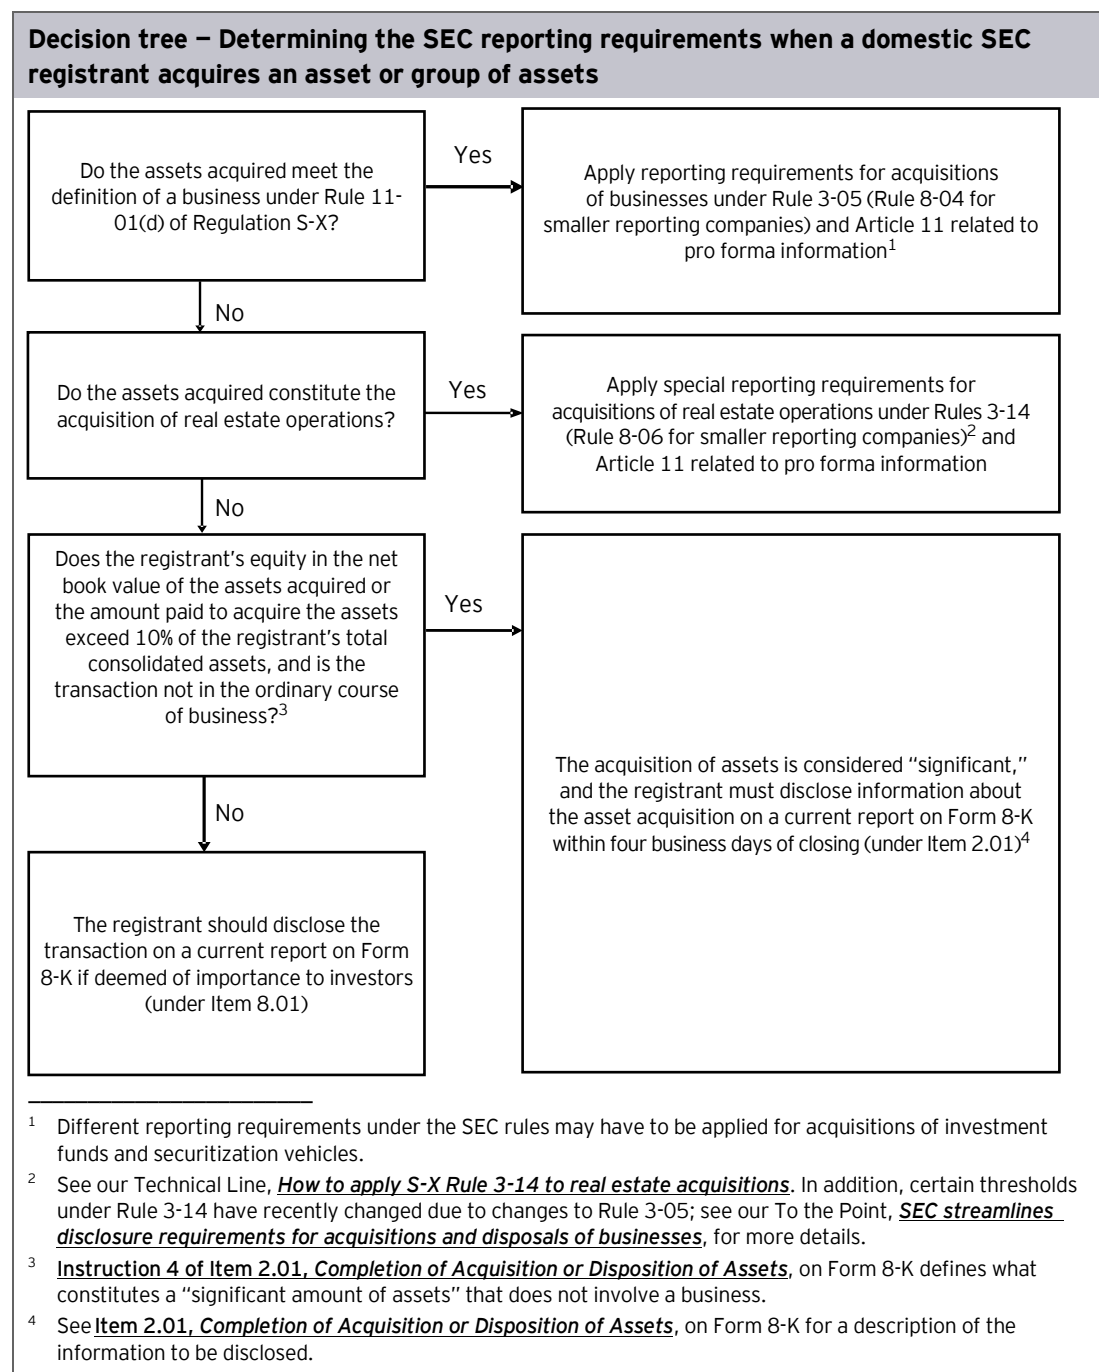 Decision tree – Determining the SEC reporting requirements when a domestic SEC
registrant acquires an asset or group of assets
Do the assets acquired meet the
definition of a business under Rule 11-
01(d) of Regulation S-X?
Yes
Apply reporting requirements for acquisitions
of businesses under Rule 3-05 (Rule 8-04 for
smaller reporting companies) and Article 11 related to
pro forma information1
No
Do the assets acquired constitute the
acquisition of real estate operations?
Yes
Apply special reporting requirements for
acquisitions of real estate operations under Rules 3-14
(Rule 8-06 for smaller reporting companies)2 and
Article 11 related to pro forma information
No
Does the registrant’s equity in the net
book value of the assets acquired or
the amount paid to acquire the assets
exceed 10% of the registrant’s total
consolidated assets, and is the
transaction not in the ordinary course
of business?3
Yes
The acquisition of assets is considered “significant,”
and the registrant must disclose information about
the asset acquisition on a current report on Form 8-K
within four business days of closing (under Item 2.01)4
No
The registrant should disclose the
transaction on a current report on Form
8-K if deemed of importance to investors
(under Item 8.01)
1 Different reporting requirements under the SEC rules may have to be applied for acquisitions of investment
funds and securitization vehicles.
2 See our Technical Line, How to apply S-X Rule 3-14 to real estate acquisitions. In addition, certain thresholds
under Rule 3-14 have recently changed due to changes to Rule 3-05; see our To the Point, SEC streamlines
disclosure requirements for acquisitions and disposals of businesses, for more details.
3 Instruction 4 of Item 2.01, Completion of Acquisition or Disposition of Assets, on Form 8-K defines what
constitutes a “significant amount of assets” that does not involve a business.
4 See Item 2.01, Completion of Acquisition or Disposition of Assets, on Form 8-K for a description of the
information to be disclosed.